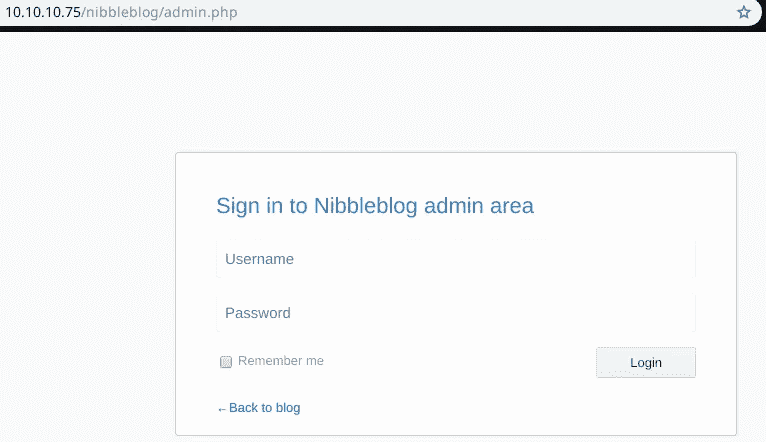 10.10.10.75/nibbleblog/admin.php
Sign in to Nibbleblog admin area
Username
Password
Remember me
Login
←Back to blog